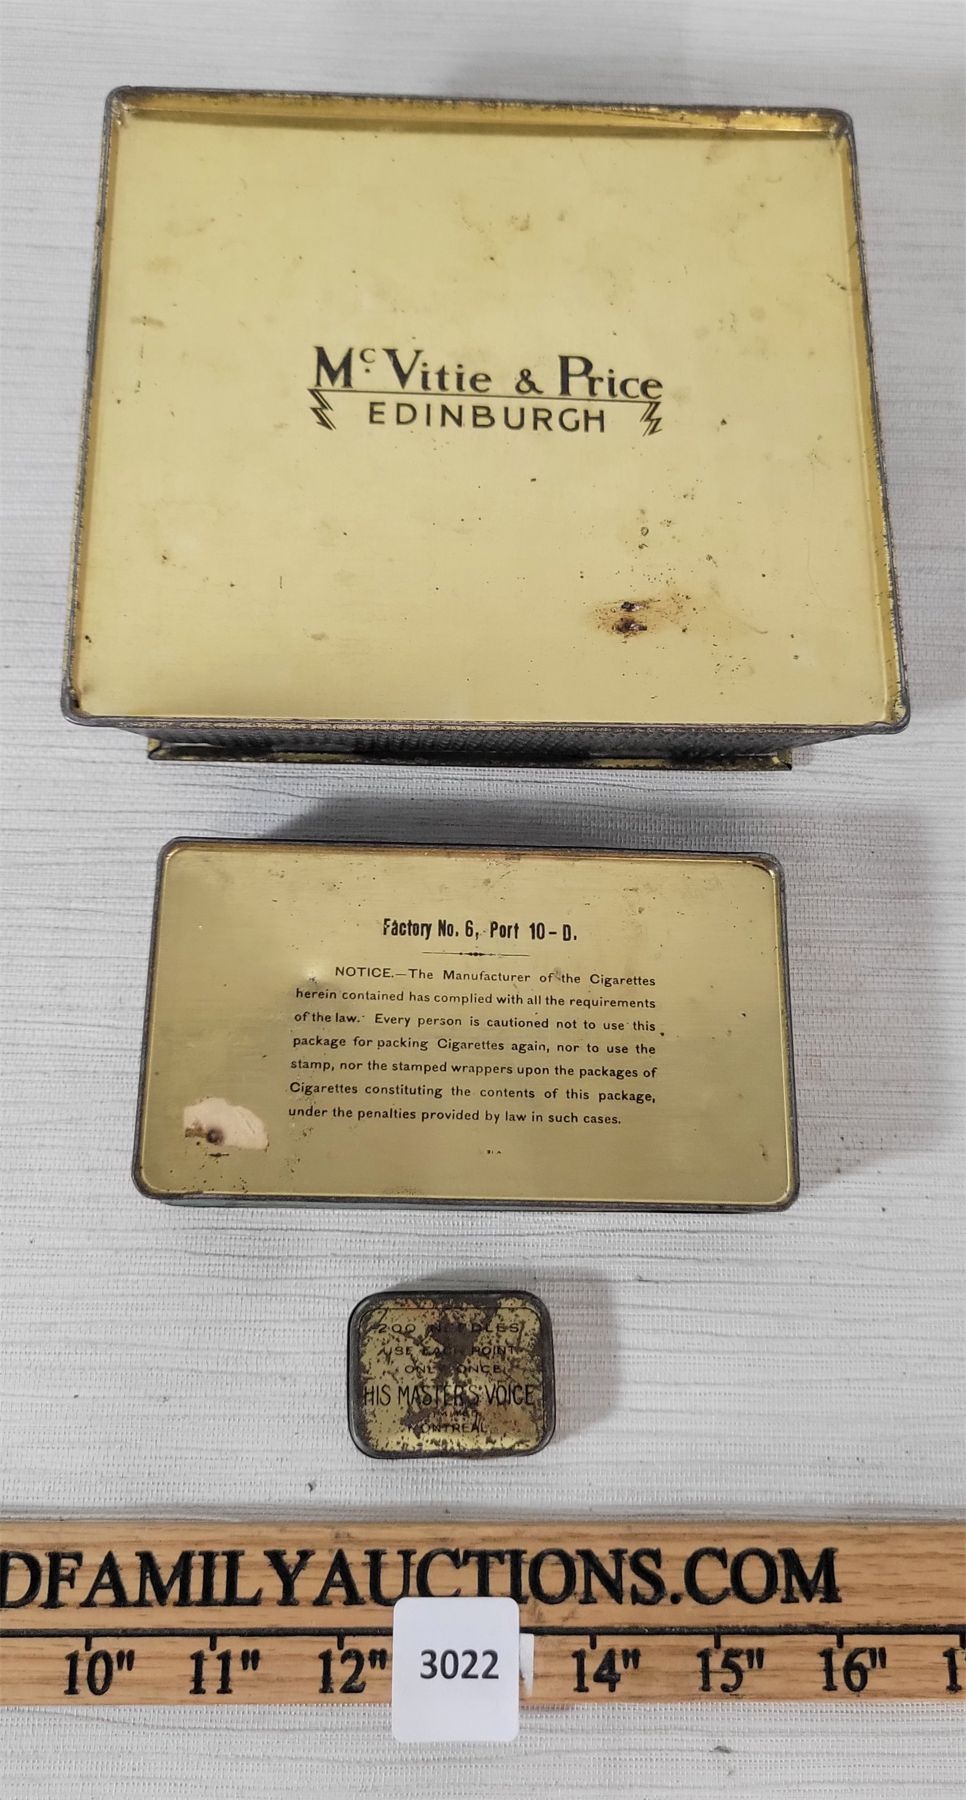 Mc. Vitie & Price
EDINBURGH
Factory No. 6, Port 10-D.
NOTICE.—The Manufacturer of the Cigarettes
herein contained has complied with all the requirements
of the law. Every person is cautioned not to use this
package for packing Cigarettes again, nor to use the
stamp, nor the stamped wrappers upon the packages of
Cigarettes constituting the contents of this package,
under the penalties provided by law in such cases.
200 NEEDLES
USE EACH POINT
ONLY ONCE
HIS MASTER'S VOICE
MONTREAL
DFAMILYAUCTIONS.COM
10" 11" 12" 14" 15" 16"
3022